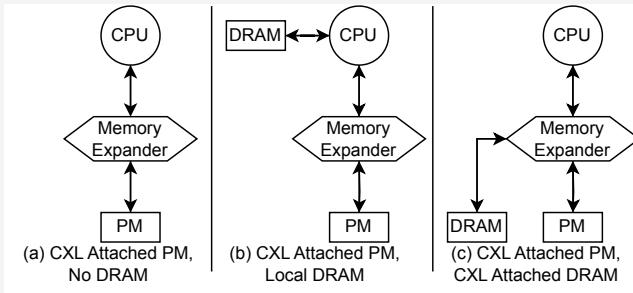 CPU
Memory
Expander
PM
(a) CXL Attached PM,
No DRAM
DRAM
CPU
Memory
Expander
PM
(b) CXL Attached PM,
Local DRAM
CPU
Memory
Expander
DRAM
PM
(c) CXL Attached PM,
CXL Attached DRAM